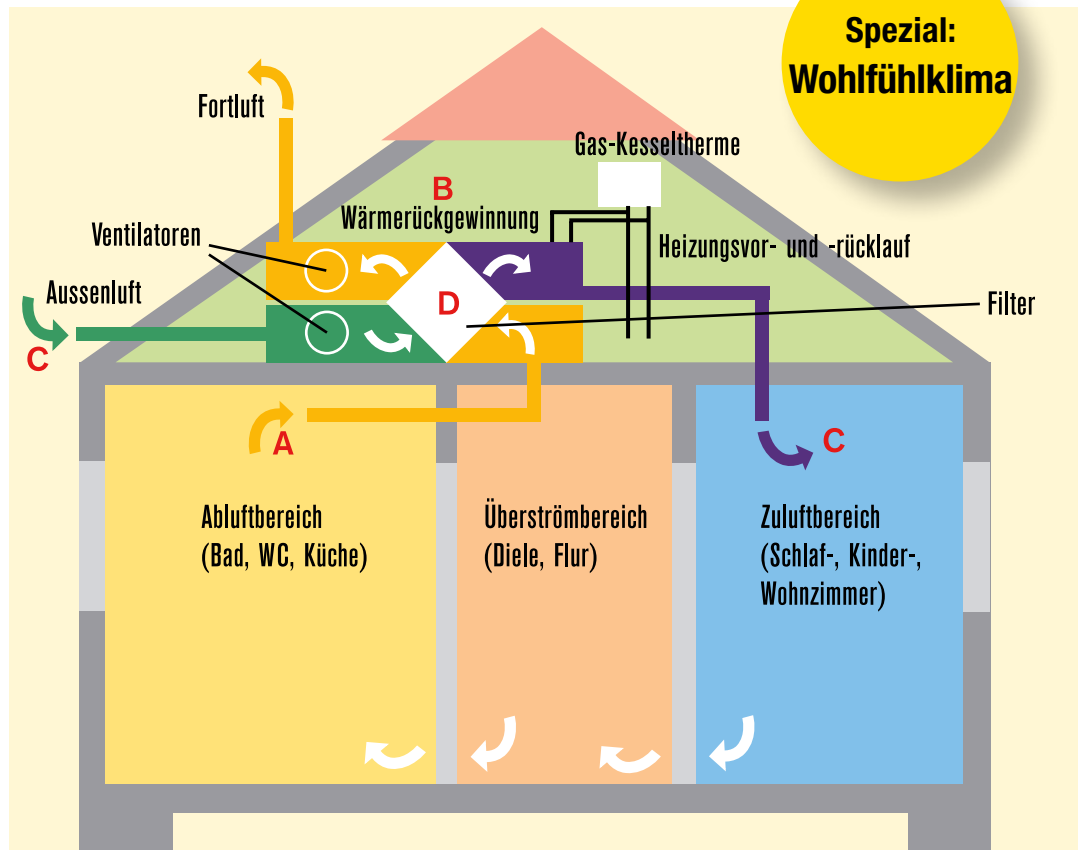 Spezial:
Wohlfühlklima
Fortluft
Gas-Kesseltherme
B
Wärmerückgewinnung
Ventilatoren
Heizungsvor- und -rücklauf
Aussenluft
D
Filter
C
A
C
Abluftbereich
(Bad, WC, Küche)
Überströmbereich
(Diele, Flur)
Zuluftbereich
(Schlaf-, Kinder-,
Wohnzimmer)